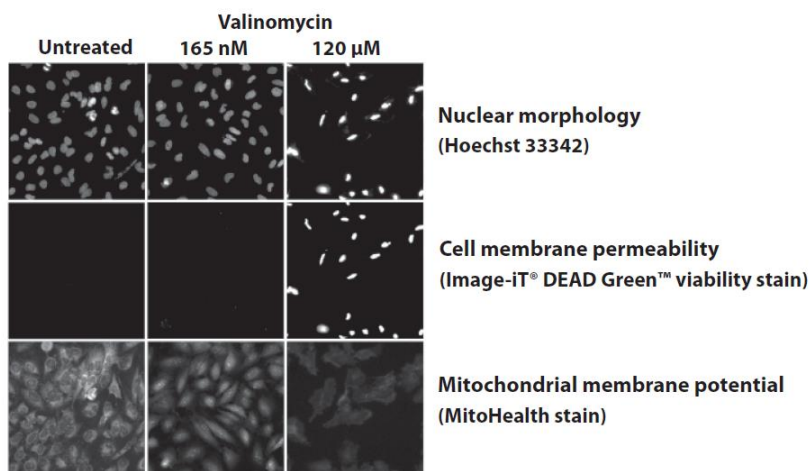 Valinomycin
Untreated 165 nM 120 µM
Nuclear morphology
(Hoechst 33342)
Cell membrane permeability
(Image-iT® DEAD Green™ viability stain)
Mitochondrial membrane potential
(MitoHealth stain)